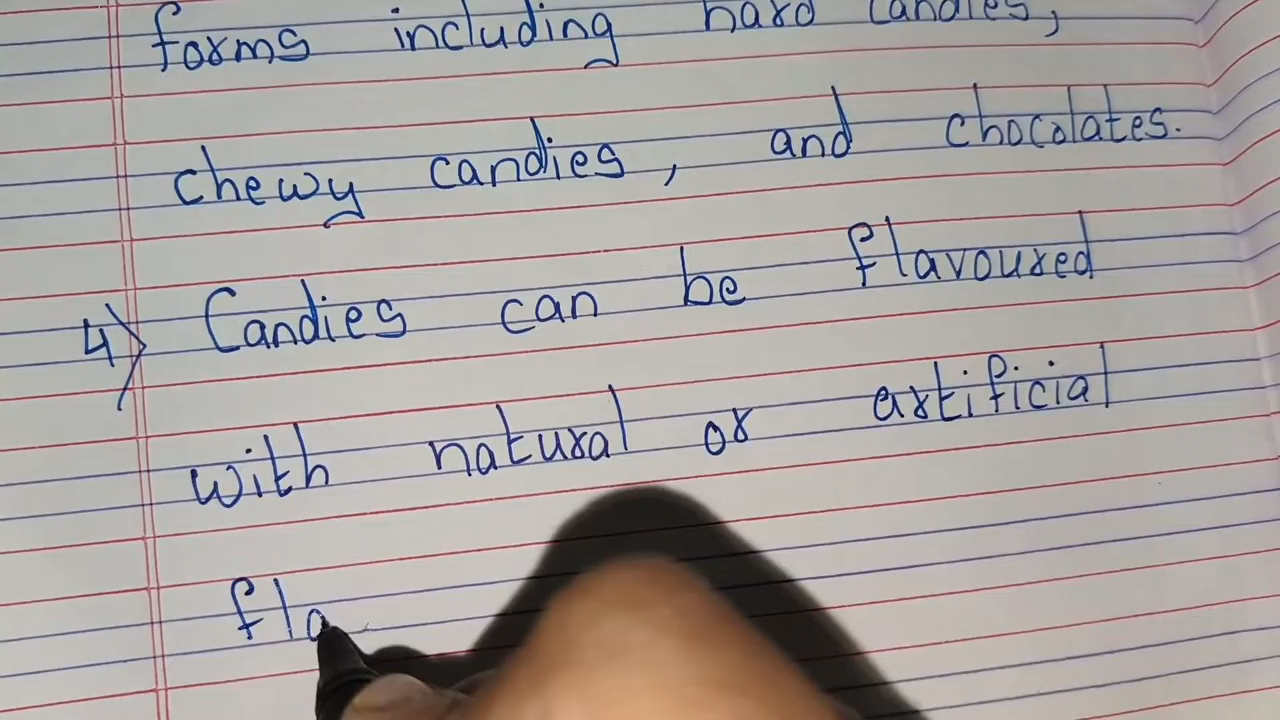 forms including hard candies,
chewy candies, and chocolates.
4) Candies can be flavoured
with natural or artificial
fla